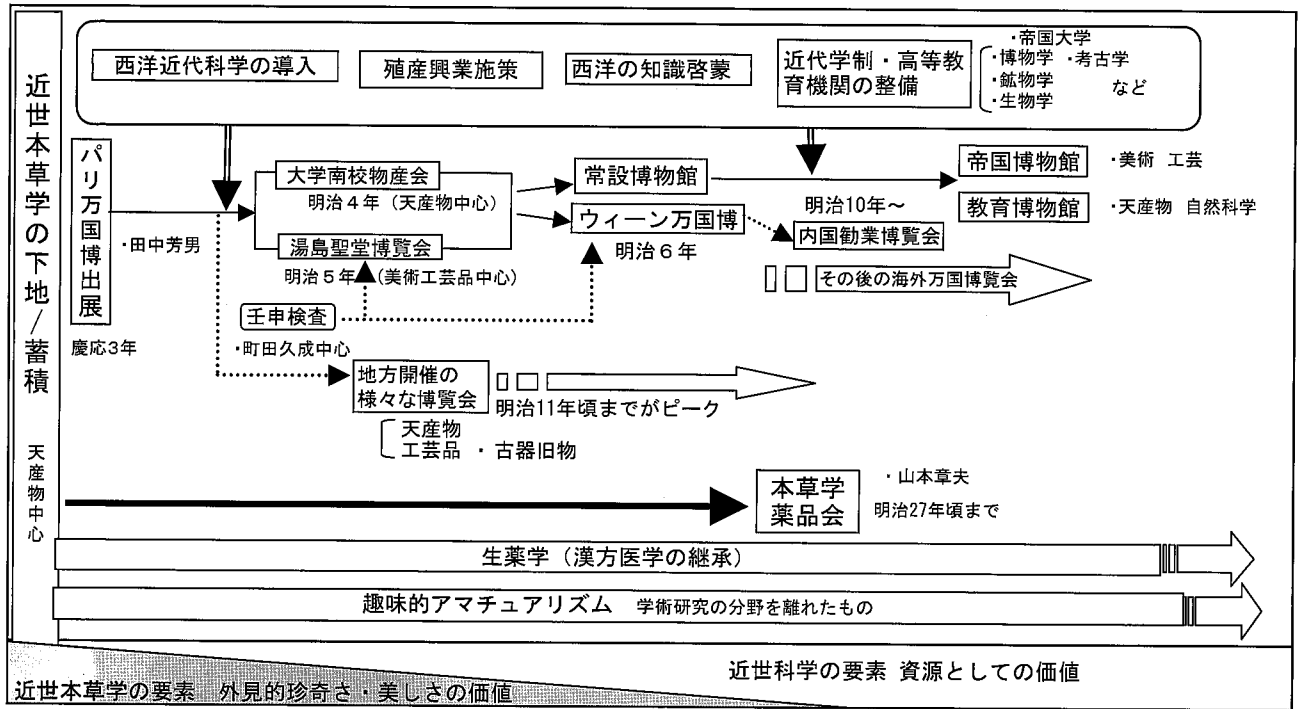 近世本草学の下地/蓄積
天産物中心
西洋近代科学の導入
殖産興業施策
西洋の知識啓蒙
近代学制・高等教
育機関の整備
・帝国大学
・博物学 ・考古学
・鉱物学
・生物学
など
パリ万国博出展
慶応3年
・田中芳男
大学南校物産会
明治4年(天産物中心)
湯島聖堂博覧会
明治5年(美術工芸品中心)
壬申検査
・町田久成中心
常設博物館
ウィーン万国博
明治6年
明治10年~
内国勧業博覧会
帝国博物館
・美術 工芸
教育博物館
・天産物 自然科学
その後の海外万国博覧会
地方開催の
様々な博覧会
明治11年頃までがピーク
天産物
工芸品 ・古器旧物
本草学
薬品会
・山本章夫
明治27年頃まで
生薬学(漢方医学の継承)
趣味的アマチュアリズム 学術研究の分野を離れたもの
近世科学の要素 資源としての価値
近世本草学の要素 外見的珍奇さ・美しさの価値